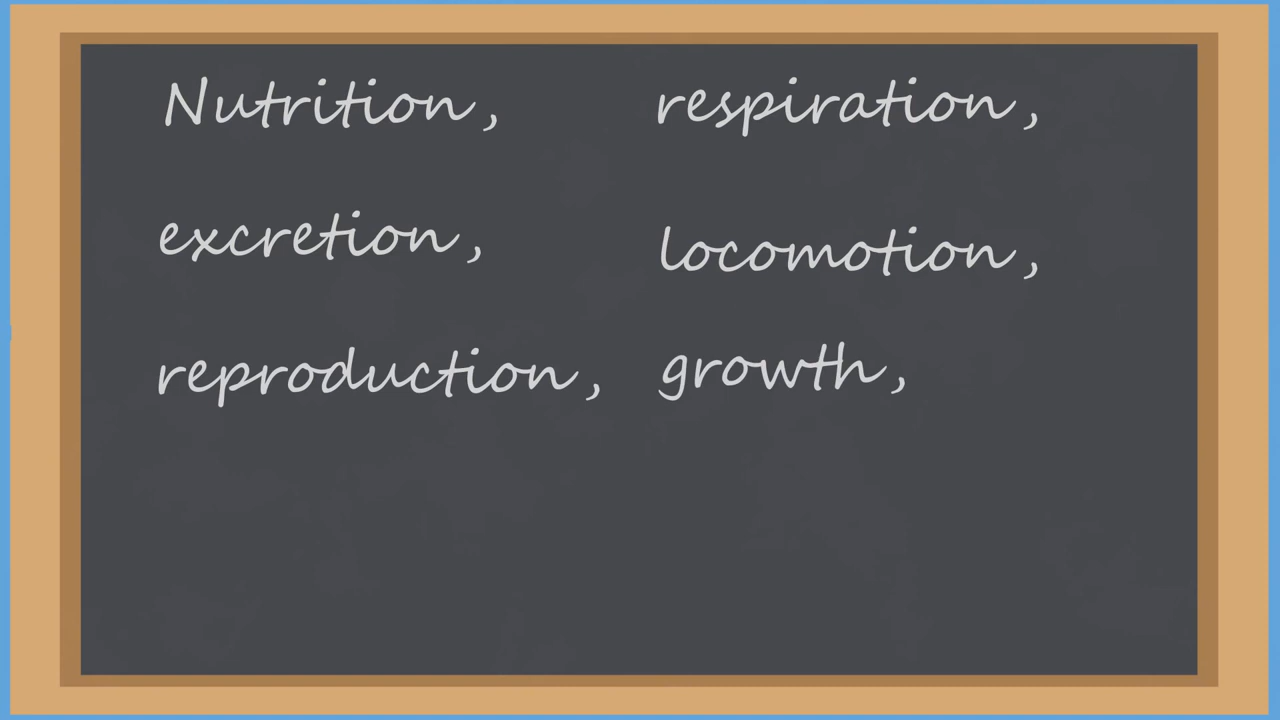 Nutrition, respiration,
excretion, locomotion,
reproduction, growth,